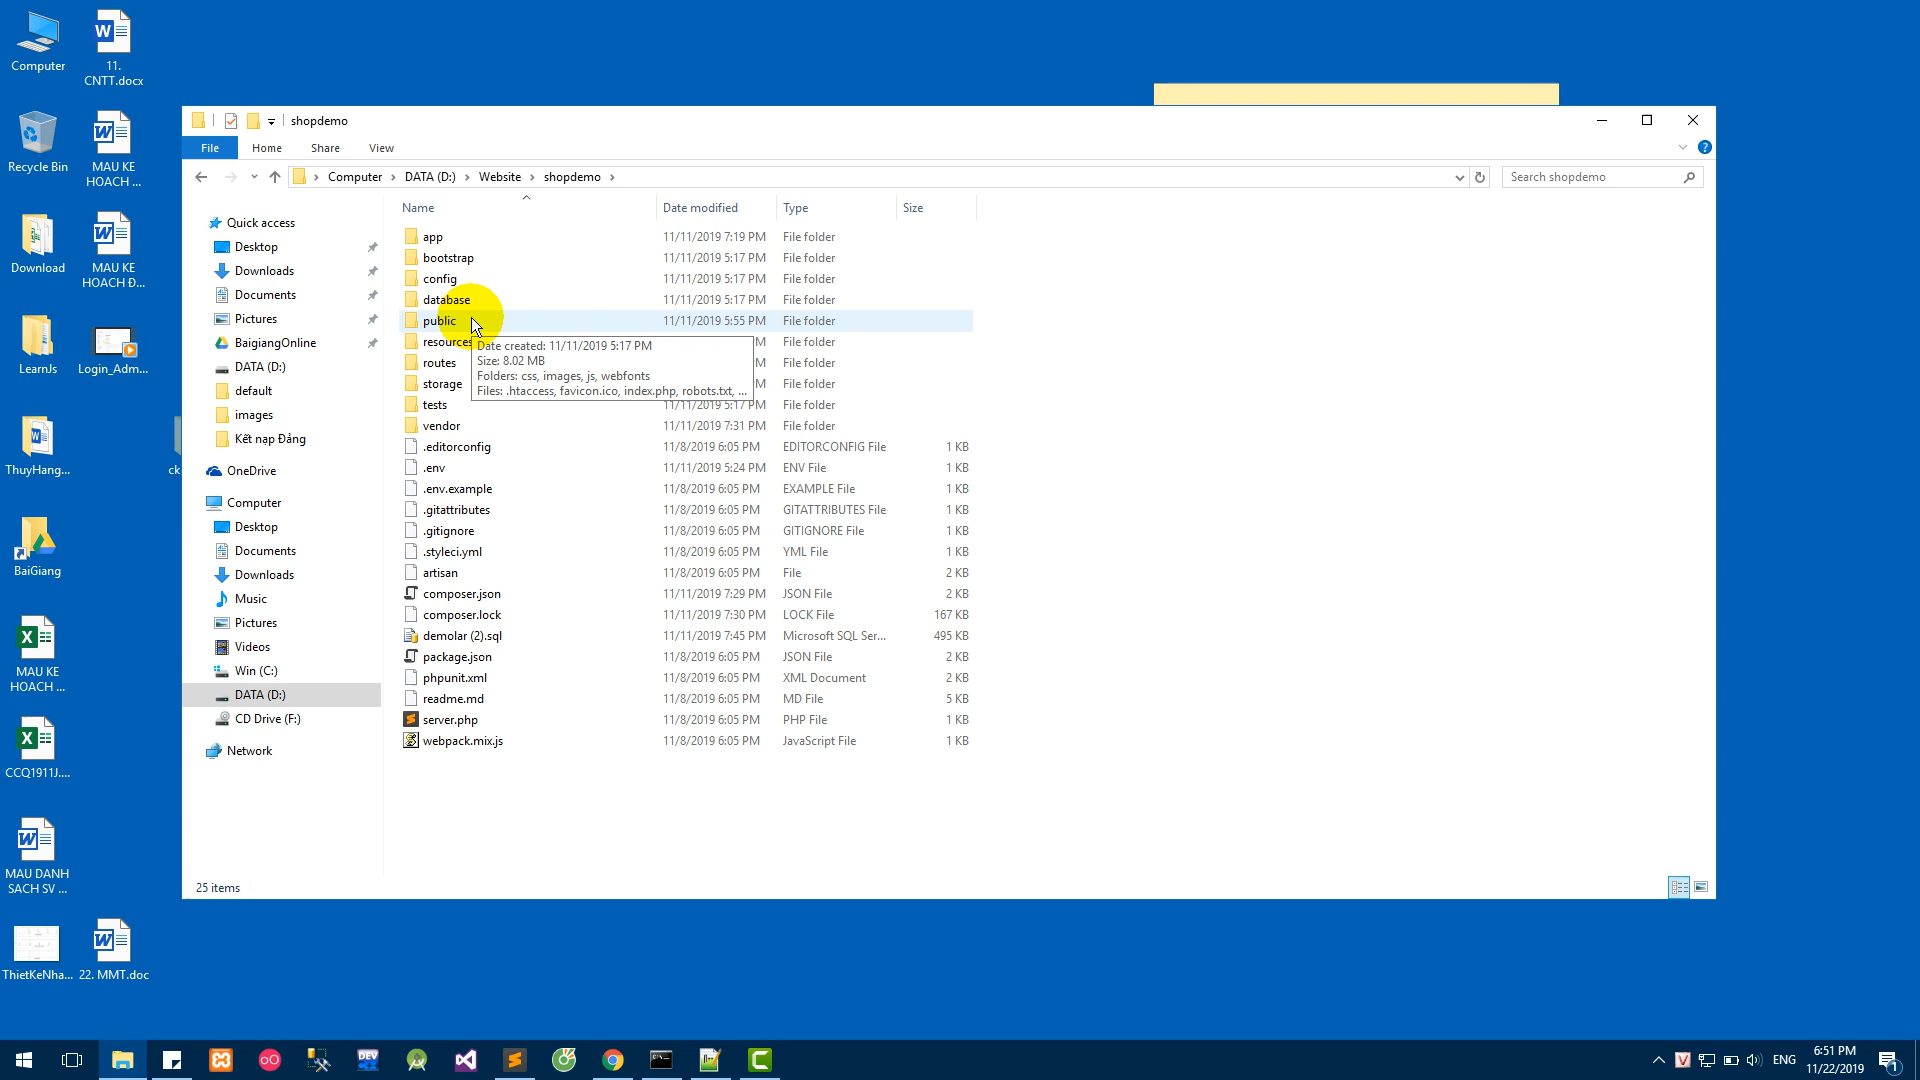 Computer
11.
CNTT.docx
Recycle Bin
MAU KE
HOACH ...
Download
MAU KE
HOACH Đ...
LearnJs
Login_Adm...
ThuyHang...
ck
BaiGiang
MAU KE
HOACH ...
CCQ1911J....
MAU DANH
SACH SV ...
ThietKeNha...
22. MMT.doc
shopdemo
File
Home
Share
View
Computer
DATA (D:)
Website
shopdemo
Search shopdemo
Quick access
Desktop
Downloads
Documents
Pictures
BaigiangOnline
DATA (D:)
default
images
Kết nạp Đảng
OneDrive
Computer
Desktop
Documents
Downloads
Music
Pictures
Videos
Win (C:)
DATA (D:)
CD Drive (F:)
Network
Name Date modified Type Size
app 11/11/2019 7:19 PM File folder
bootstrap 11/11/2019 5:17 PM File folder
config 11/11/2019 5:17 PM File folder
database 11/11/2019 5:17 PM File folder
public 11/11/2019 5:55 PM File folder
resources M File folder
routes M File folder
storage M File folder
Date created: 11/11/2019 5:17 PM
Size: 8.02 MB
Folders: css, images, js, webfonts
Files: .htaccess, favicon.ico, index.php, robots.txt, ...
tests 11/11/2019 5:17 PM File folder
vendor 11/11/2019 7:31 PM File folder
.editorconfig 11/8/2019 6:05 PM EDITORCONFIG File 1 KB
.env 11/11/2019 5:24 PM ENV File 1 KB
.env.example 11/8/2019 6:05 PM EXAMPLE File 1 KB
.gitattributes 11/8/2019 6:05 PM GITATTRIBUTES File 1 KB
.gitignore 11/8/2019 6:05 PM GITIGNORE File 1 KB
.styleci.yml 11/8/2019 6:05 PM YML File 1 KB
artisan 11/8/2019 6:05 PM File 2 KB
composer.json 11/11/2019 7:29 PM JSON File 2 KB
composer.lock 11/11/2019 7:30 PM LOCK File 167 KB
demolar (2).sql 11/11/2019 7:45 PM Microsoft SQL Ser... 495 KB
package.json 11/8/2019 6:05 PM JSON File 2 KB
phpunit.xml 11/8/2019 6:05 PM XML Document 2 KB
readme.md 11/8/2019 6:05 PM MD File 5 KB
server.php 11/8/2019 6:05 PM PHP File 1 KB
webpack.mix.js 11/8/2019 6:05 PM JavaScript File 1 KB
25 items
DEV
ENG
6:51 PM
11/22/2019
1